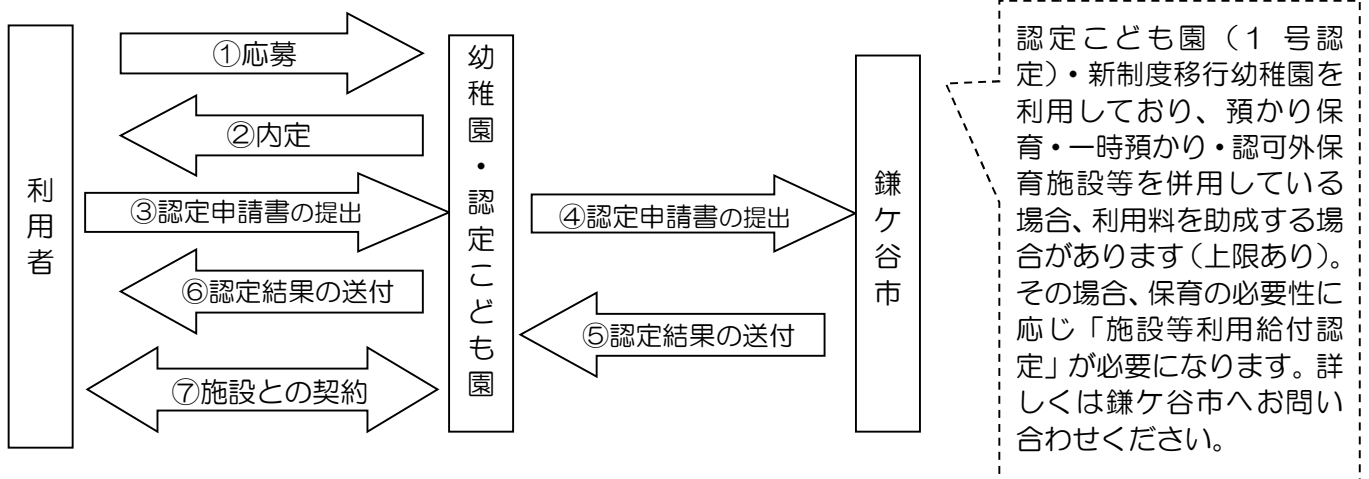 利用者
①応募
②内定
③認定申請書の提出
⑥認定結果の送付
⑦施設との契約
幼稚園・認定こども園
④認定申請書の提出
⑤認定結果の送付
鎌ケ谷市
認定こども園(1 号認
定)・新制度移行幼稚園を
利用しており、預かり保
育・一時預かり・認可外保
育施設等を併用している
場合、利用料を助成する場
合があります(上限あり)。
その場合、保育の必要性に
応じ「施設等利用給付認
定」が必要になります。詳
しくは鎌ケ谷市へお問い
合わせください。